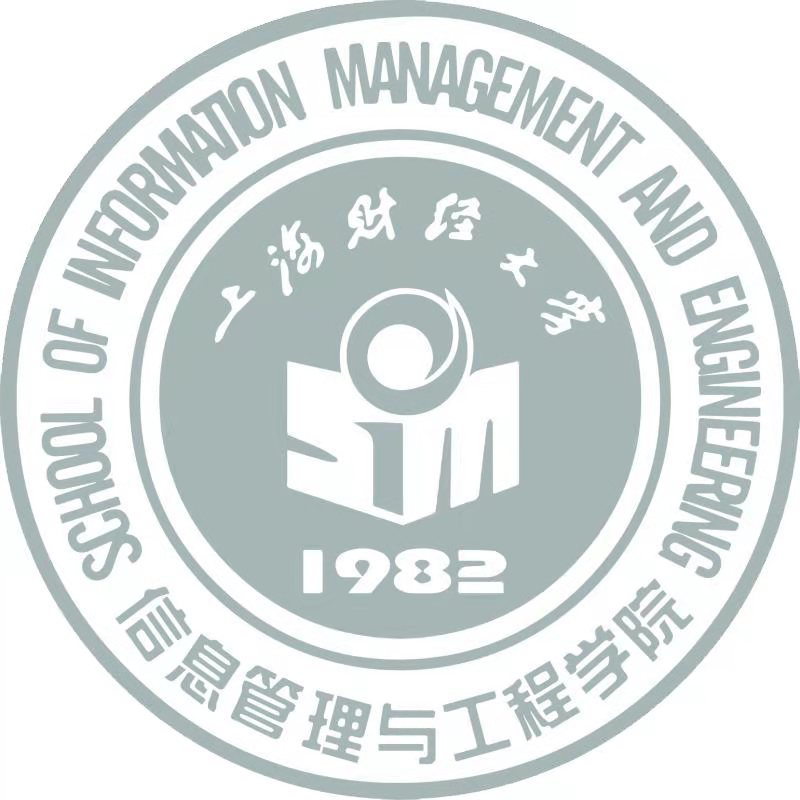 SCHOOL OF INFORMATION MANAGEMENT AND ENGINEERING
上海财经大学
SIM
1982
信息管理与工程学院